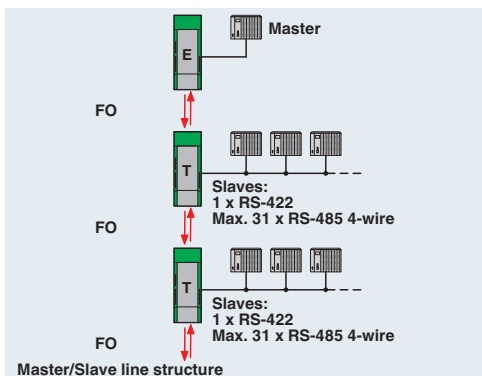 Master
E
FO
T
Slaves:
1 x RS-422
Max. 31 x RS-485 4-wire
FO
T
Slaves:
1 x RS-422
Max. 31 x RS-485 4-wire
FO
Master/Slave line structure